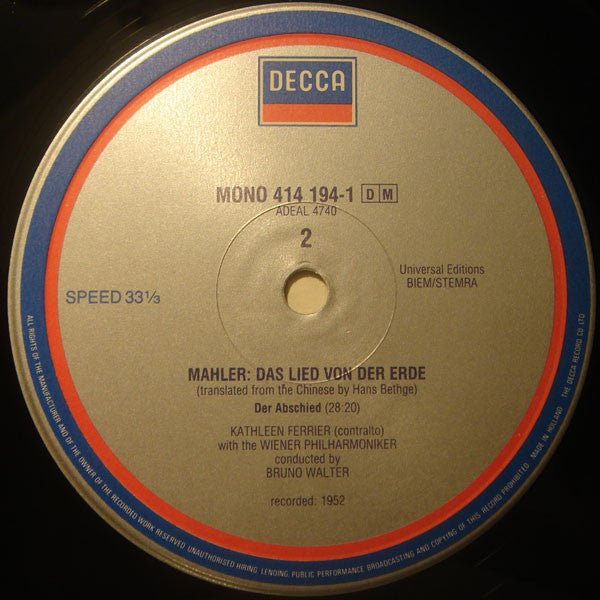 DECCA
MONO 414 194-1 D M
ADEAL 4740
2
Universal Editions
BIEM/STEMRA
SPEED 33 1/3
MAHLER: DAS LIED VON DER ERDE
(translated from the Chinese by Hans Bethge)
Der Abschied (28:20)
KATHLEEN FERRIER (contralto)
with the WIENER PHILHARMONIKER
conducted by
BRUNO WALTER
recorded: 1952
ALL RIGHTS OF THE MANUFACTURER AND OF THE OWNER OF THE RECORDED WORK RESERVED. UNAUTHORISED HIRING, LENDING, PUBLIC PERFORMANCE, BROADCASTING AND COPYING OF THIS RECORD PROHIBITED. MADE IN HOLLAND THE DECCA RECORD CO LTD